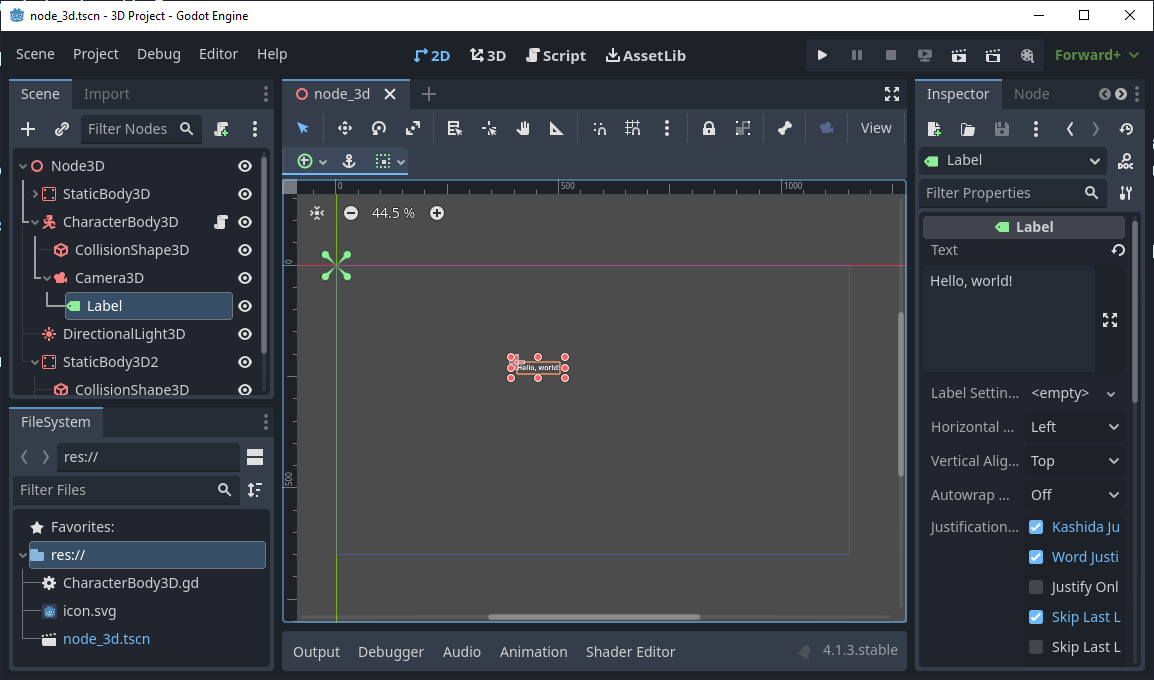 node_3d.tscn - 3D Project - Godot Engine
Scene Project Debug Editor Help
2D 3D Script AssetLib
Forward+
Scene Import
Filter Nodes
Node3D
StaticBody3D
CharacterBody3D
CollisionShape3D
Camera3D
Label
DirectionalLight3D
StaticBody3D2
CollisionShape3D
FileSystem
res://
Filter Files
Favorites:
res://
CharacterBody3D.gd
icon.svg
node_3d.tscn
node_3d
View
0 500 1000
44.5 %
0
Hello, world!
500
Output Debugger Audio Animation Shader Editor
4.1.3.stable
Inspector Node
Label
DOC
Filter Properties
Label
Text
Hello, world!
Label Settin... <empty>
Horizontal ... Left
Vertical Alig... Top
Autowrap ... Off
Justification... Kashida Ju
Word Justi
Justify Onl
Skip Last L
Skip Last L